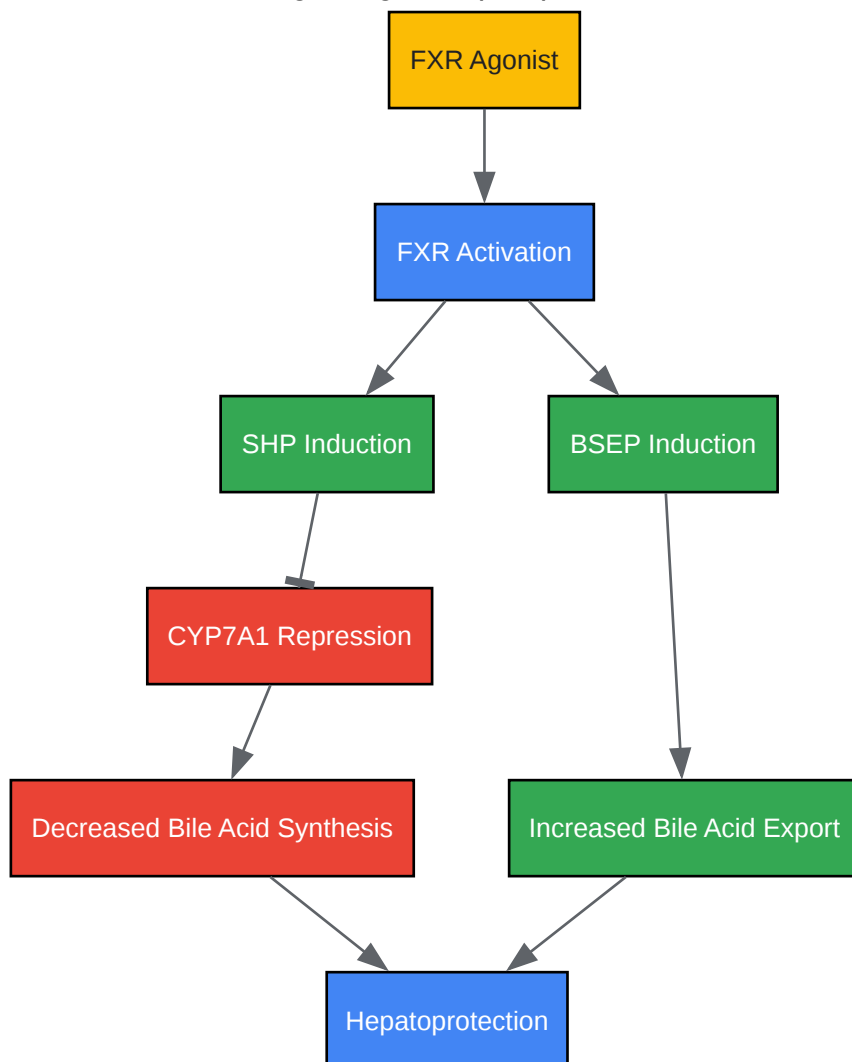 FXR Agonist
FXR Activation
SHP Induction
BSEP Induction
CYP7A1 Repression
Decreased Bile Acid Synthesis
Increased Bile Acid Export
Hepatoprotection